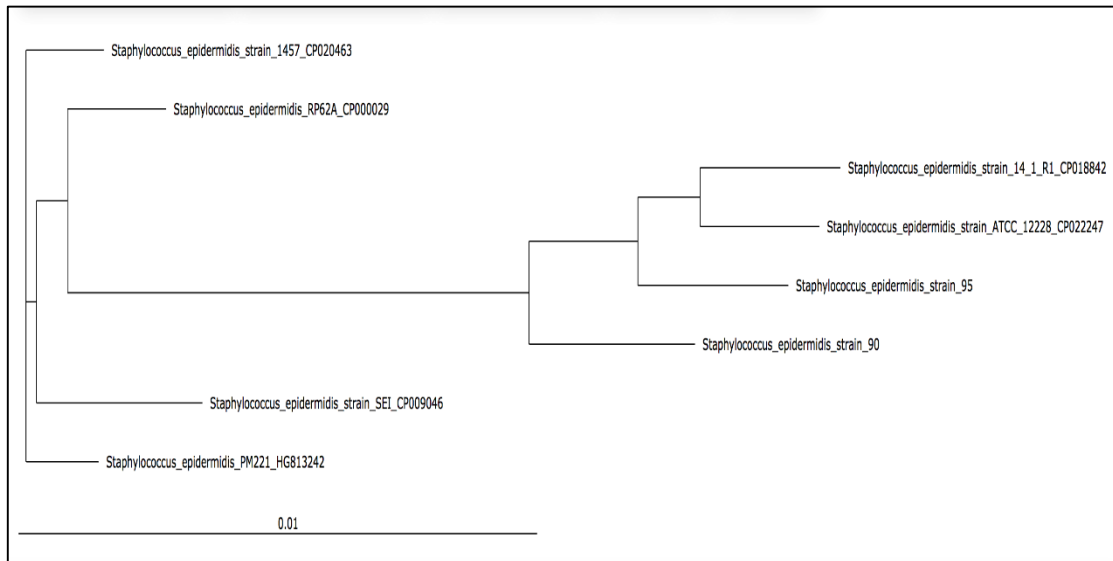 Staphylococcus_epidermidis_strain_1457_CP020463
Staphylococcus_epidermidis_RP62A_CP000029
Staphylococcus_epidermidis_strain_14_1_R1_CP018842
Staphylococcus_epidermidis_strain_ATCC_12228_CP022247
Staphylococcus_epidermidis_strain_95
Staphylococcus_epidermidis_strain_90
Staphylococcus_epidermidis_strain_SEI_CP009046
Staphylococcus_epidermidis_PM221_HG813242
0.01